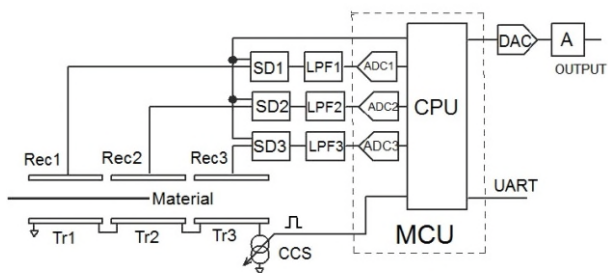 DAC
A
OUTPUT
SD1
LPF1
ADC1
SD2
LPF2
ADC2
SD3
LPF3
ADC3
CPU
Rec1
Rec2
Rec3
Material
UART
Tr1
Tr2
Tr3
CCS
MCU